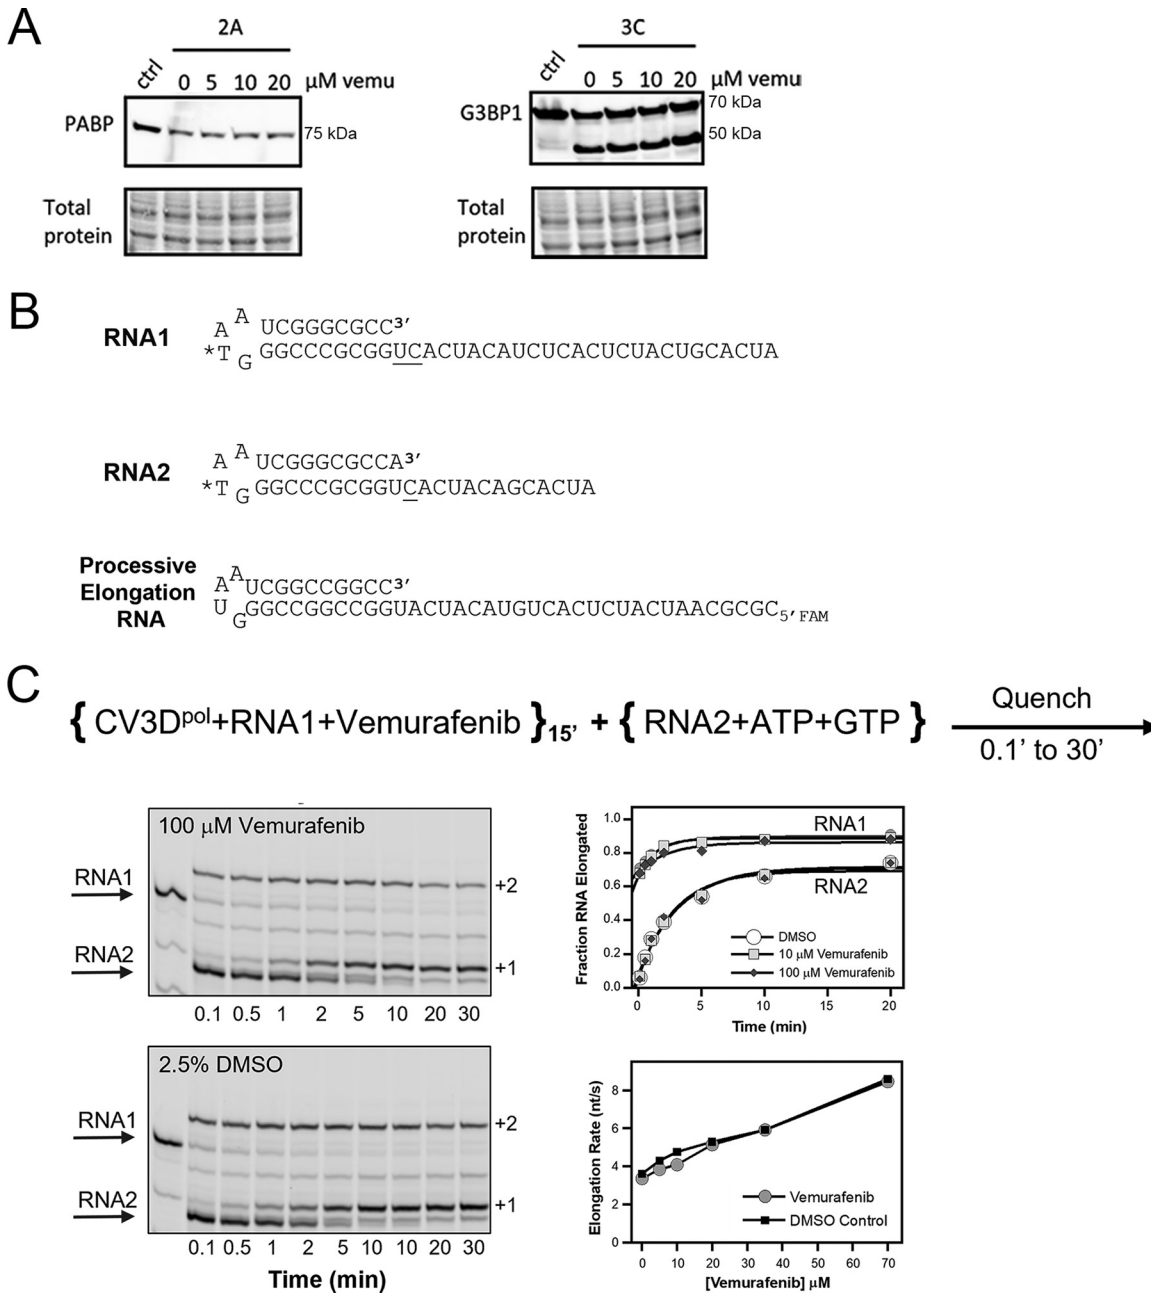 A
2A
ctrl 0 5 10 20 µM vemu
PABP
75 kDa
Total
protein
3C
ctrl 0 5 10 20 µM vemu
G3BP1
70 kDa
50 kDa
Total
protein
B
RNA1
A A UCGGGCGCC3’
*T G GGCCCGCGGUCACUACAUCUCACUCUACUGCACUA
RNA2
A A UCGGGCGCCA3’
*T G GGCCCGCGGUCACUACAGCACUA
Processive
Elongation
RNA
A A UCGGCCGGCC3’
U G GGCCGGCCGGUACUACAUGUCACUCUACUAACGCGC5’FAM
C
{ CV3Dpol+RNA1+Vemurafenib }15’ + { RNA2+ATP+GTP }
Quench
0.1’ to 30’
100 µM Vemurafenib
RNA1
+2
RNA2
+1
0.1 0.5 1 2 5 10 20 30
2.5% DMSO
RNA1
+2
RNA2
+1
0.1 0.5 1 2 5 10 10 20 30
Time (min)
Fraction RNA Elongated
1.0
0.8
0.6
0.4
0.2
0.0
RNA1
RNA2
DMSO
10 µM Vemurafenib
100 µM Vemurafenib
0 5 10 15 20
Time (min)
Elongation Rate (nt/s)
8
6
4
2
0
Vemurafenib
DMSO Control
0 10 20 30 40 50 60 70
[Vemurafenib] µM